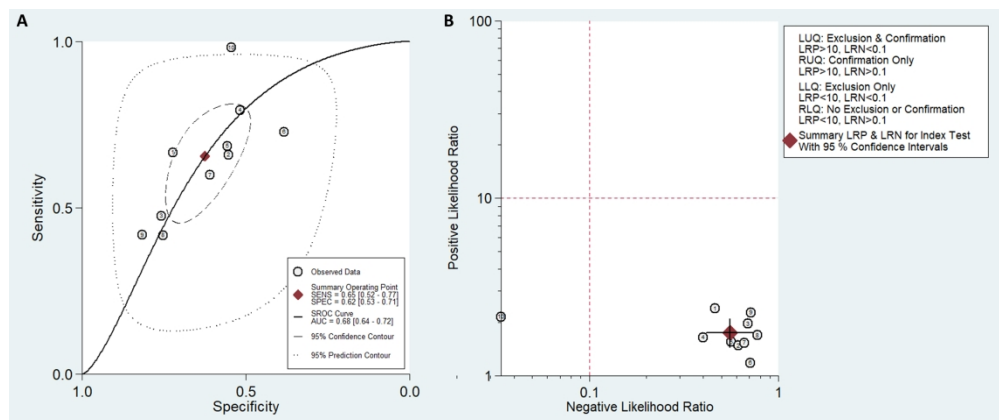 A
1.0
0.5
0.0
Sensitivity
1.0
0.5
0.0
Specificity
Observed Data
Summary Operating Point
SENS = 0.65 [0.52 - 0.77]
SPEC = 0.62 [0.53 - 0.71]
SROC Curve
AUC = 0.68 [0.64 - 0.72]
95% Confidence Contour
95% Prediction Contour
B
100
10
1
Positive Likelihood Ratio
0.1
1
Negative Likelihood Ratio
LUQ: Exclusion & Confirmation
LRP>10, LRN<0.1
RUQ: Confirmation Only
LRP>10, LRN>0.1
LLQ: Exclusion Only
LRP<10, LRN<0.1
RLQ: No Exclusion or Confirmation
LRP<10, LRN>0.1
Summary LRP & LRN for Index Test
With 95 % Confidence Intervals